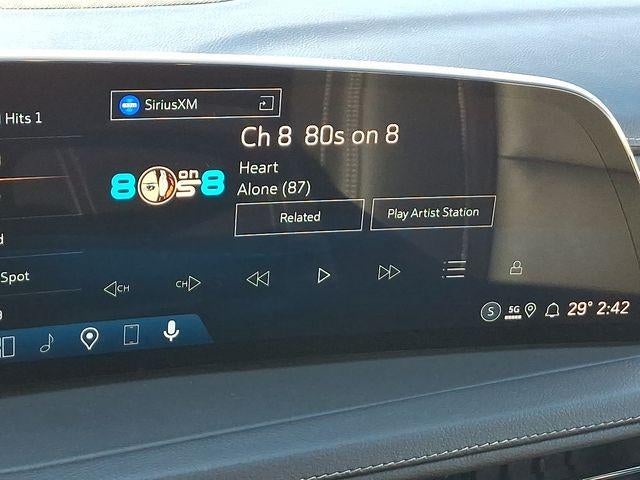 Hits 1
SiriusXM
Ch 8 80s on 8
8 on 8
Heart
Alone (87)
Related
Play Artist Station
Spot
CH
CH
S
5G
29° 2:42